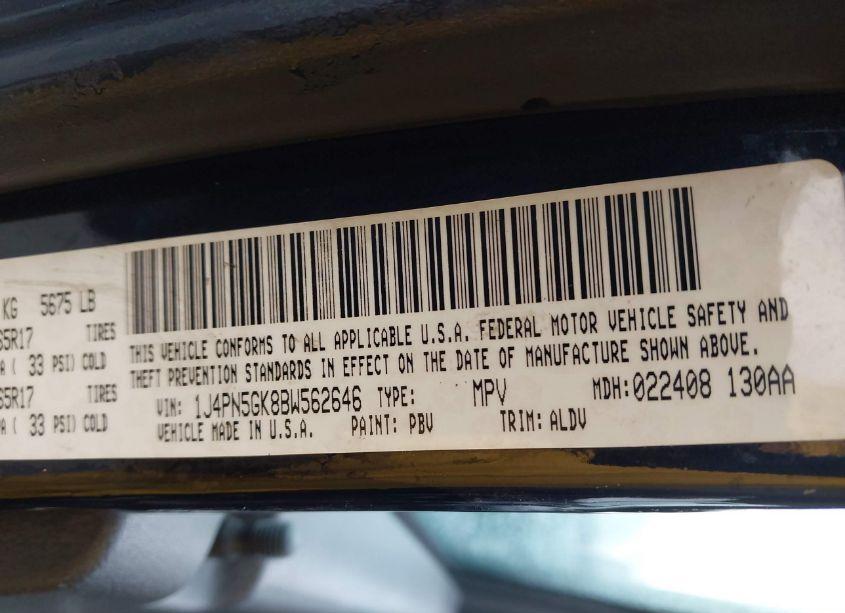 KG 5675 LB
65R17 TIRES
( 33 PSI) COLD
65R17 TIRES
( 33 PSI) COLD
THIS VEHICLE CONFORMS TO ALL APPLICABLE U.S.A. FEDERAL MOTOR VEHICLE SAFETY AND
THEFT PREVENTION STANDARDS IN EFFECT ON THE DATE OF MANUFACTURE SHOWN ABOVE.
VIN: 1J4PN5GK8BW562646 TYPE: MPV MDH:022408 130AA
VEHICLE MADE IN U.S.A. PAINT: PBV TRIM: ALDV